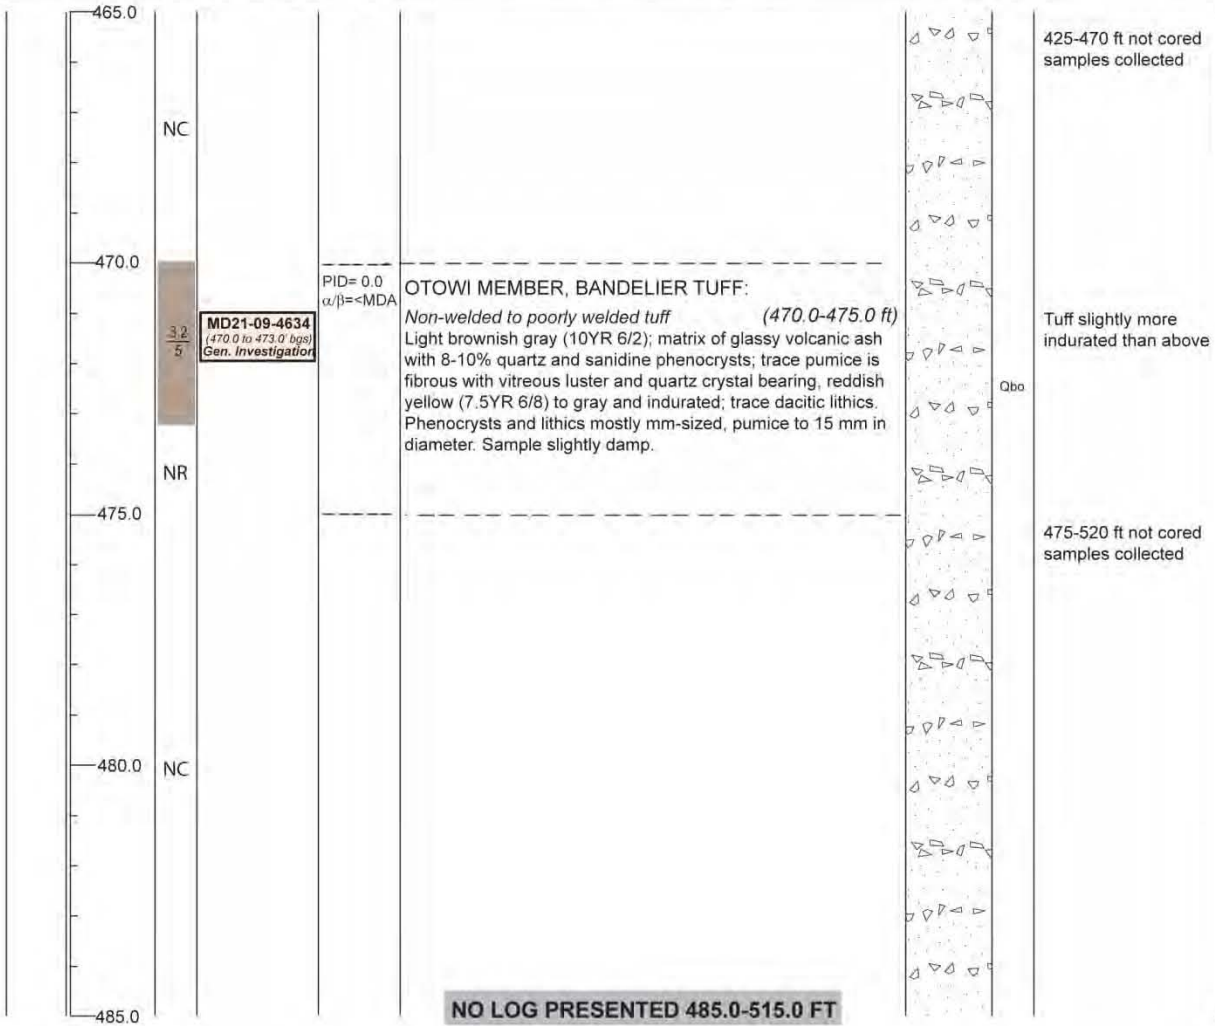 465.0
425-470 ft not cored
samples collected
NC
470.0
PID= 0.0
α/β=<MDA
OTOWI MEMBER, BANDELIER TUFF:
Non-welded to poorly welded tuff (470.0-475.0 ft)
Light brownish gray (10YR 6/2); matrix of glassy volcanic ash
with 8-10% quartz and sanidine phenocrysts; trace pumice is
fibrous with vitreous luster and quartz crystal bearing, reddish
yellow (7.5YR 6/8) to gray and indurated; trace dacitic lithics.
Phenocrysts and lithics mostly mm-sized, pumice to 15 mm in
diameter. Sample slightly damp.
3.2
5
MD21-09-4634
(470.0 to 473.0' bgs)
Gen. Investigation
Tuff slightly more
indurated than above
Qbo
NR
475.0
475-520 ft not cored
samples collected
480.0
NC
485.0
NO LOG PRESENTED 485.0-515.0 FT